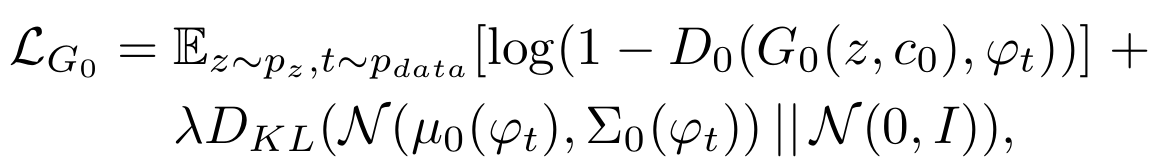 ℒ_{G_0} = 𝔼_{z∼p_z,t∼p_{data}}[log(1 − D_0(G_0(z, c_0), φ_t))] +
λD_{KL}(𝒩(μ_0(φ_t), Σ_0(φ_t)) || 𝒩(0, I)),